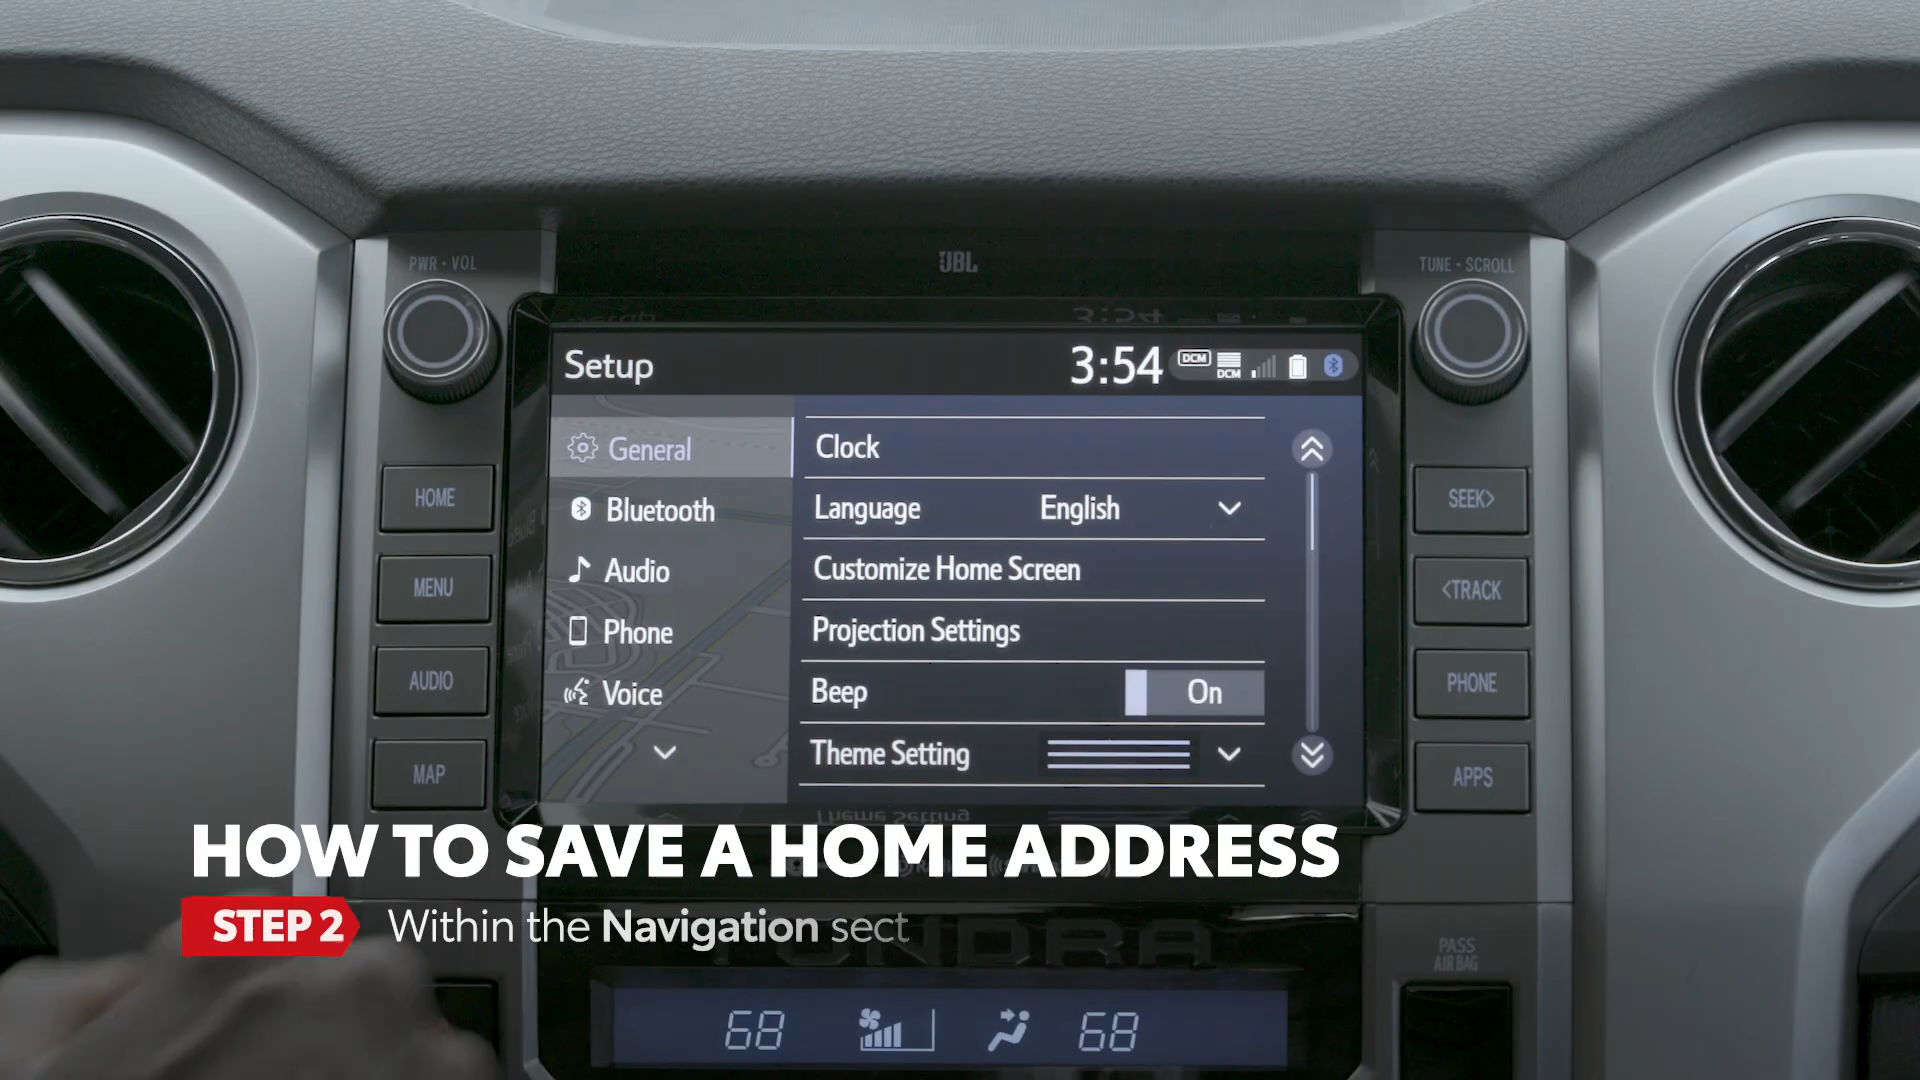 JBL
PWR • VOL
TUNE • SCROLL
Setup
3:54
DCM
DCM
General
Clock
HOME
SEEK>
Bluetooth
Language English
MENU
<TRACK
Audio
Customize Home Screen
Phone
Projection Settings
AUDIO
PHONE
Voice
Beep On
MAP
APPS
Theme Setting
HOW TO SAVE A HOME ADDRESS
STEP 2 Within the Navigation sect
TUNDRA
PASS
AIR BAG
68 68